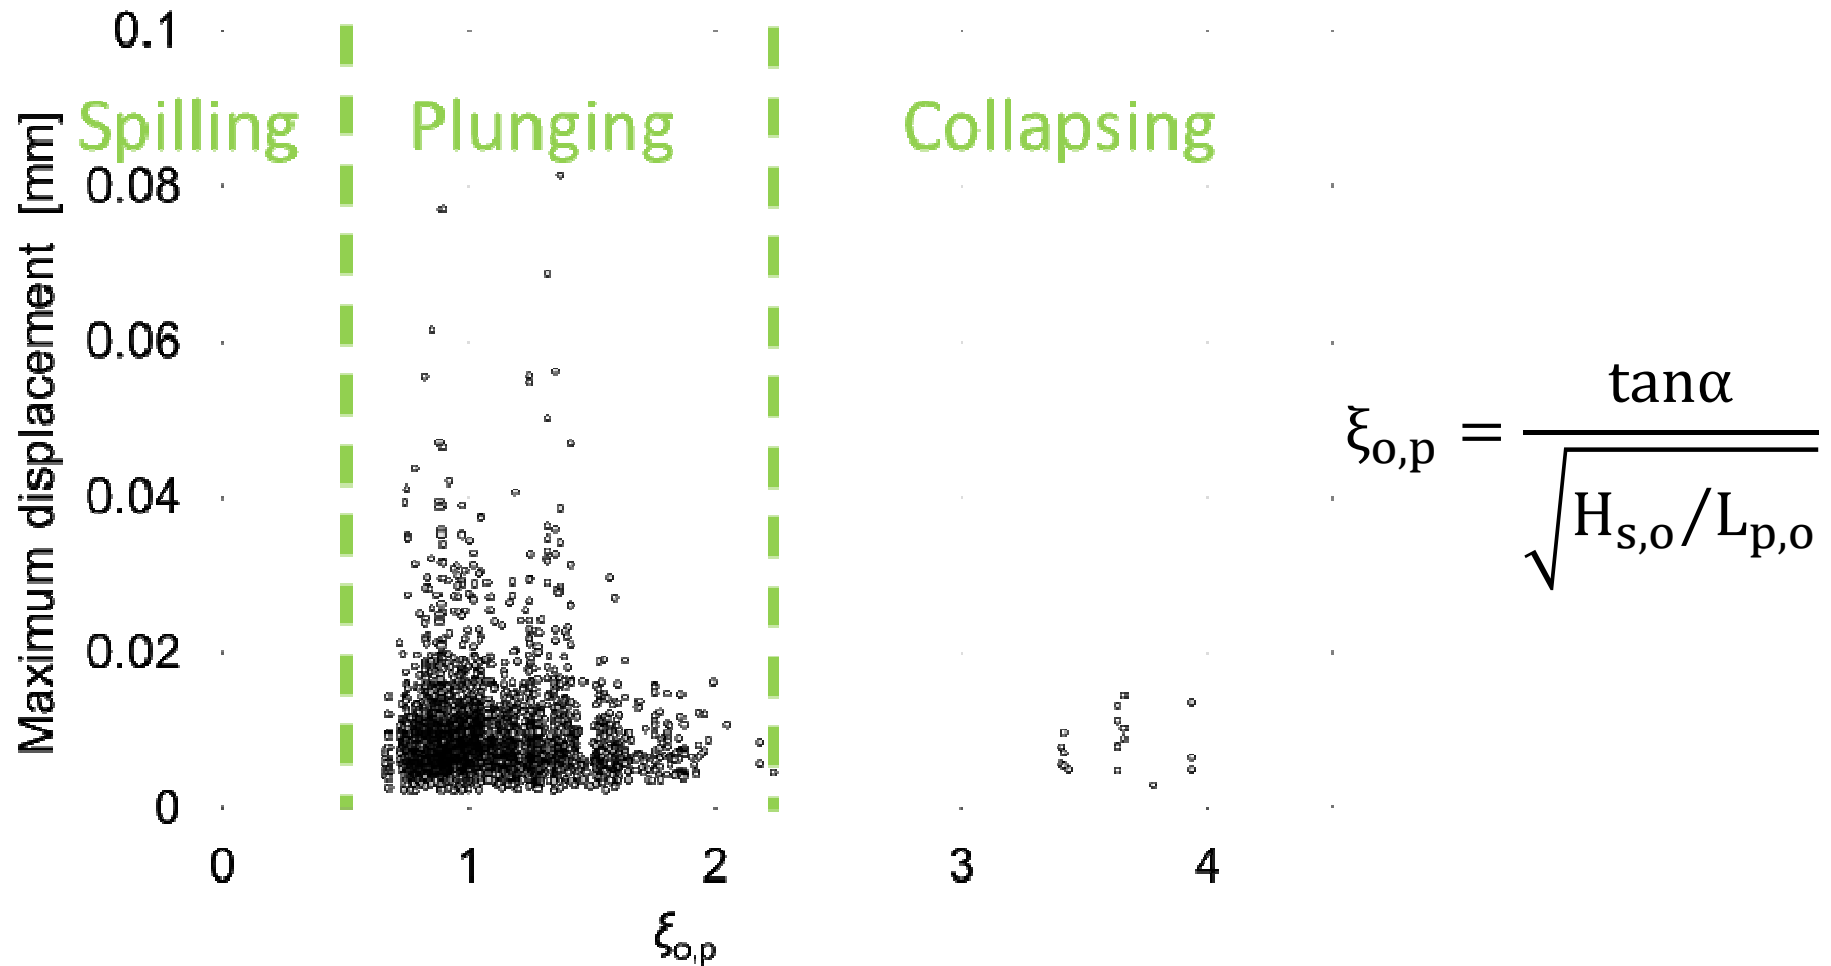 0.1
Spilling
Plunging
Collapsing
0.08
0.06
0.04
0.02
0
Maximum displacement [mm]
0
1
2
3
4
ξo,p
ξo,p = tanα / √Hs,o/Lp,o